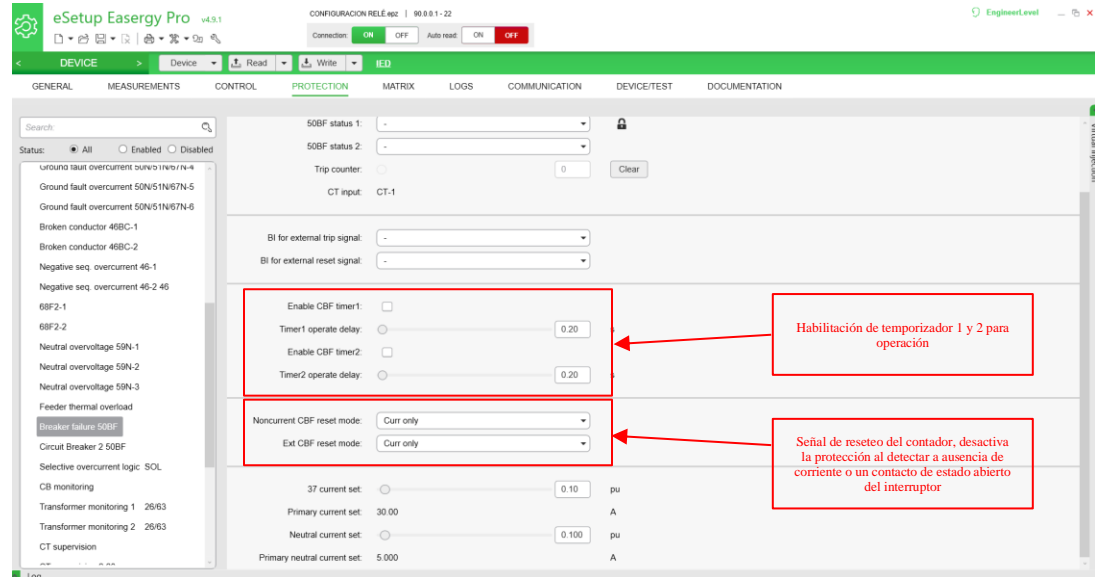 eSetup Easergy Pro v4.9.1
CONFIGURACION RELÉ.epz | 90.0.0.1 - 22
EngineerLevel
Connection: ON OFF Auto read: ON OFF
< DEVICE > Device Read Write IED
GENERAL MEASUREMENTS CONTROL PROTECTION MATRIX LOGS COMMUNICATION DEVICE/TEST DOCUMENTATION
Search:
Status: All Enabled Disabled
Ground fault overcurrent 50N/51N/67N-4
Ground fault overcurrent 50N/51N/67N-5
Ground fault overcurrent 50N/51N/67N-6
Broken conductor 46BC-1
Broken conductor 46BC-2
Negative seq. overcurrent 46-1
Negative seq. overcurrent 46-2 46
68F2-1
68F2-2
Neutral overvoltage 59N-1
Neutral overvoltage 59N-2
Neutral overvoltage 59N-3
Feeder thermal overload
Breaker failure 50BF
Circuit Breaker 2 50BF
Selective overcurrent logic SOL
CB monitoring
Transformer monitoring 1 26/63
Transformer monitoring 2 26/63
CT supervision
50BF status 1: -
50BF status 2: -
Trip counter: 0 Clear
CT input: CT-1
BI for external trip signal: -
BI for external reset signal: -
Enable CBF timer1:
Timer1 operate delay: 0.20 s
Enable CBF timer2:
Timer2 operate delay: 0.20 s
Noncurrent CBF reset mode: Curr only
Ext CBF reset mode: Curr only
37 current set: 0.10 pu
Primary current set: 30.00 A
Neutral current set: 0.100 pu
Primary neutral current set: 5.000 A
Habilitación de temporizador 1 y 2 para
operación
Señal de reseteo del contador, desactiva
la protección al detectar a ausencia de
corriente o un contacto de estado abierto
del interruptor
Virtual injection
Log